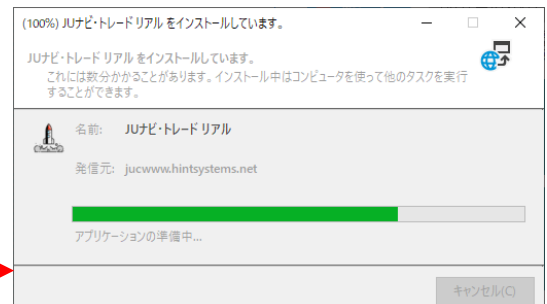 (100%) JUナビ・トレード リアル をインストールしています。
JUナビ・トレード リアル をインストールしています。
これには数分かかることがあります。インストール中はコンピュータを使って他のタスクを実行
することができます。
名前: JUナビ・トレード リアル
発信元: jucwww.hintsystems.net
アプリケーションの準備中...
キャンセル(C)